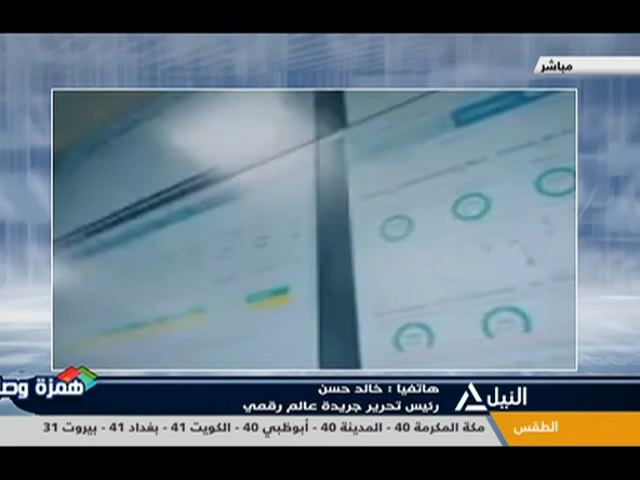 مباشر
هاتفيا : خالد حسن
رئيس تحرير جريدة عالم رقمي
النيل
همزة وصل
الطقس
مكة المكرمة 40 - المدينة 40 - أبوظبي 40 - الكويت 41 - بغداد 41 - بيروت 31